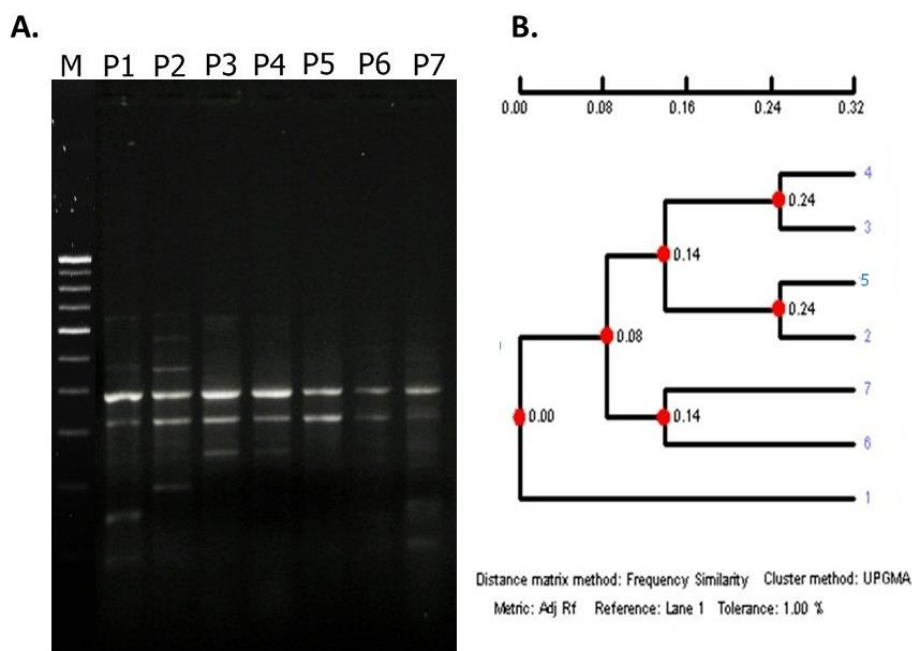 A.
M P1 P2 P3 P4 P5 P6 P7
B.
0.00 0.08 0.16 0.24 0.32
4
0.24
3
0.14
5
0.24
2
0.08
7
0.14
0.00
6
1
Distance matrix method: Frequency Similarity Cluster method: UPGMA
Metric: Adj Rf Reference: Lane 1 Tolerance: 1.00 %